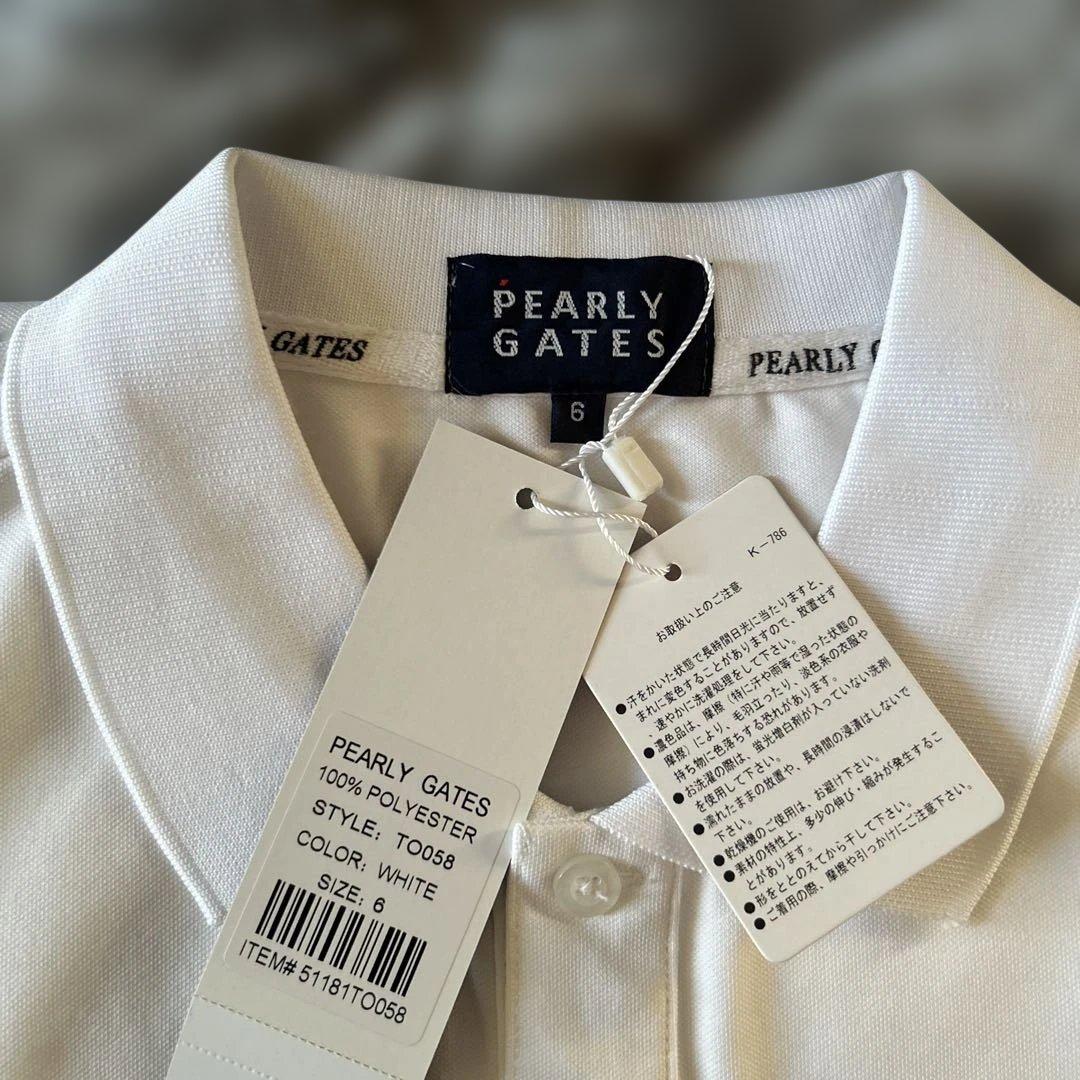 PEARLY
GATES
GATES
PEARLY
6
PEARLY GATES
100% POLYESTER
STYLE: TO058
COLOR: WHITE
SIZE: 6
ITEM# 51181TO058
K-786
お取扱い上のご注意
●汗をかいた状態で長時間日光に当たりますと、
まれに変色することがありますので、放置せず
、速やかに洗濯処理をして下さい。
●濃色品は、摩擦（特に汗や雨等で湿った状態の
摩擦）により、毛羽立ったり、淡色系の衣服や
持ち物に色落ちする恐れがあります。
●お洗濯の際は、蛍光増白剤が入っていない洗剤
を使用して下さい。
●濡れたままの放置や、長時間の浸漬はしないで
下さい。
●乾燥機のご使用は、お避け下さい。
●素材の特性上、多少の伸び・縮みが発生するこ
とがあります。
●形をととのえてから干して下さい。
●ご着用の際、摩擦や引っかけにご注意下さい。